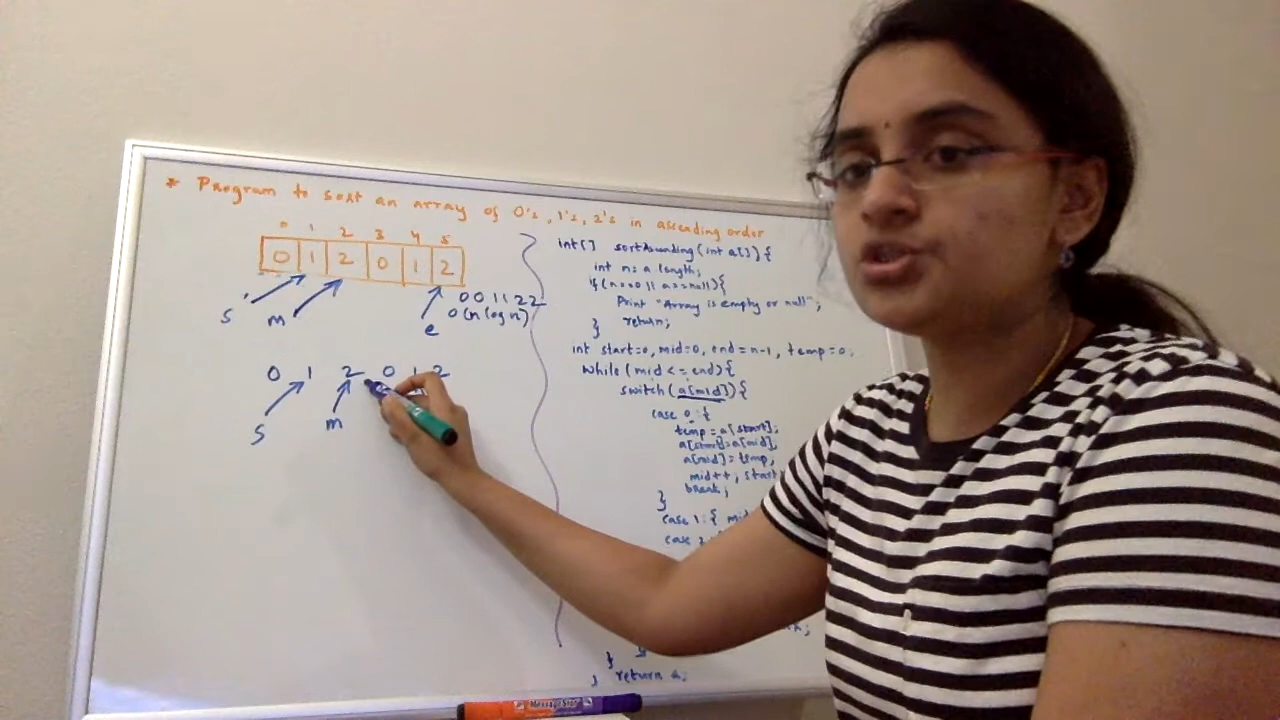 * Program to sort an array of 0's, 1's, 2's in ascending order
0 1 2 3 4 5
0 1 2 0 1 2
s m e
0 0 1 1 2 2
O(n log n)
0 1 2 0 1 2
s m
int[] sortAscending(int a[]) {
int n = a.length;
if(n==0 || a==null){
Print "Array is empty or null";
return;
}
int start=0, mid=0, end=n-1, temp=0;
while (mid <= end){
switch (a[mid]){
case 0:{
temp = a[start];
a[start]=a[mid];
a[mid]=temp;
mid++, start
break;
}
case 1:{ mid
case 2:
}
}
} return a;
Message Star